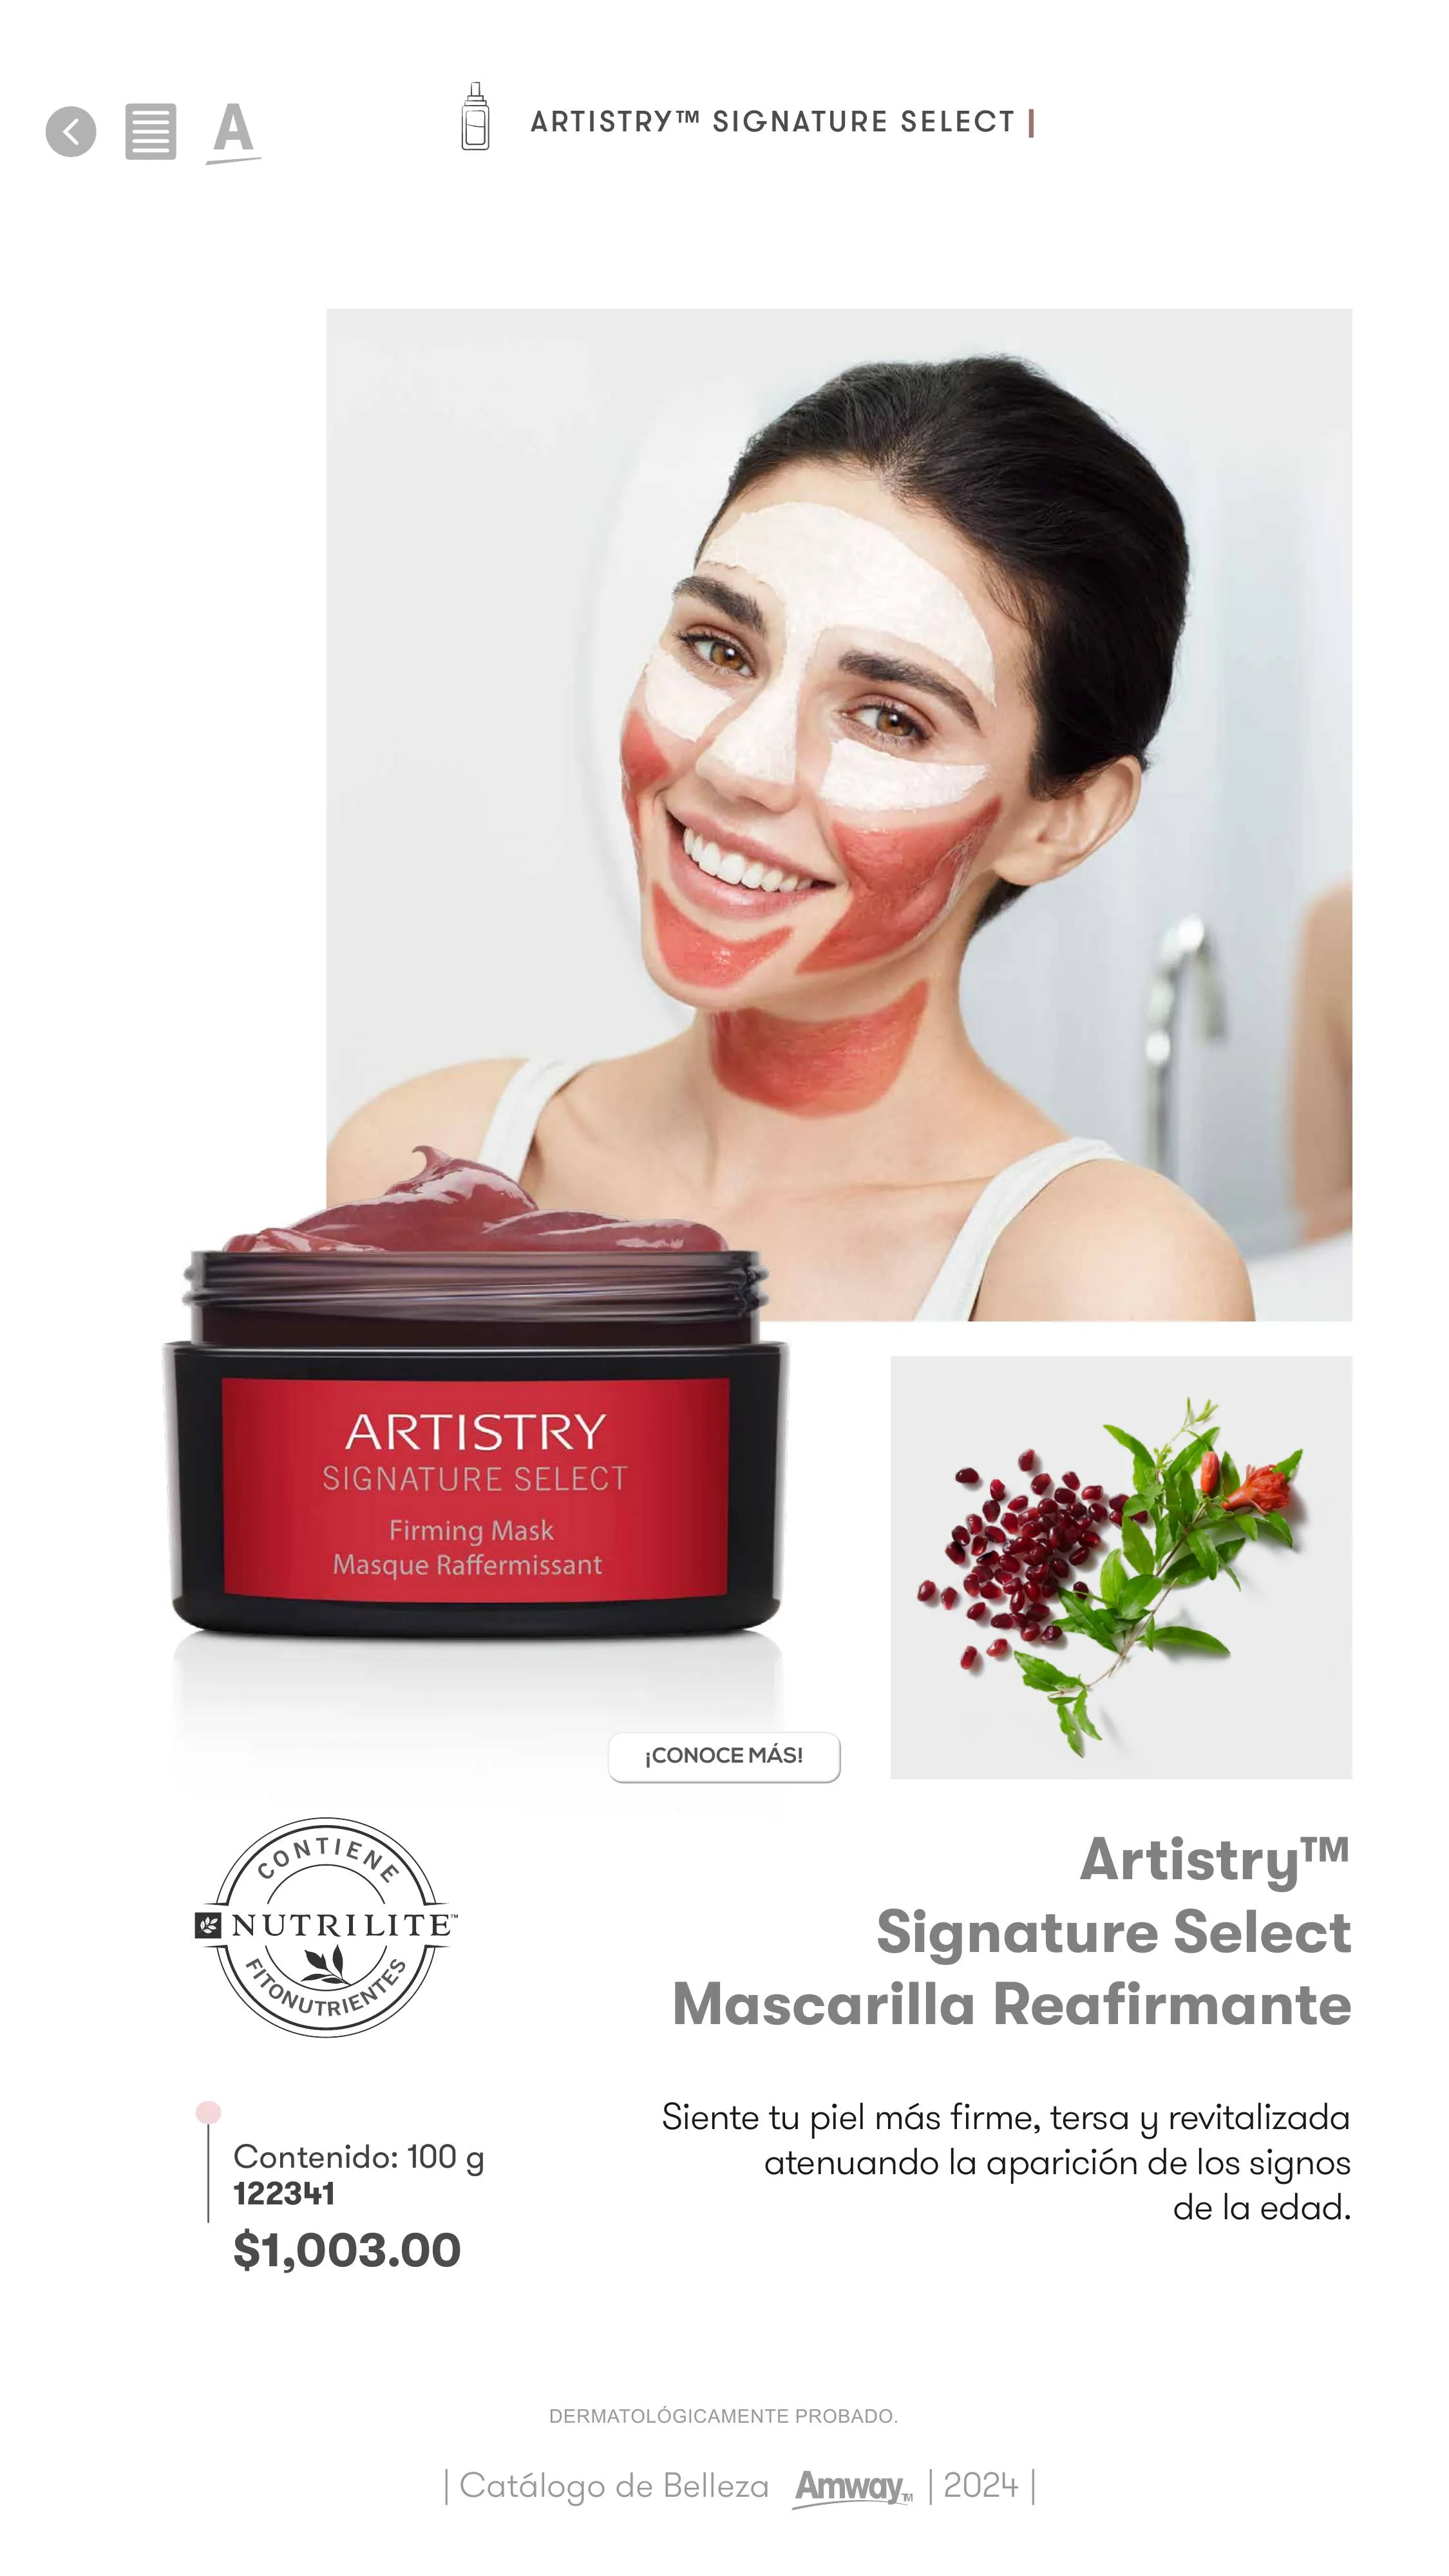 A
ARTISTRY™ SIGNATURE SELECT
ARTISTRY
SIGNATURE SELECT
Firming Mask
Masque Raffermissant
¡CONOCE MÁS!
CONTIENE
NUTRILITE™
FITONUTRIENTES
Artistry™
Signature Select
Mascarilla Reafirmante
Siente tu piel más firme, tersa y revitalizada
atenuando la aparición de los signos
de la edad.
Contenido: 100 g
122341
$1,003.00
DERMATOLÓGICAMENTE PROBADO.
| Catálogo de Belleza Amway™ | 2024 |